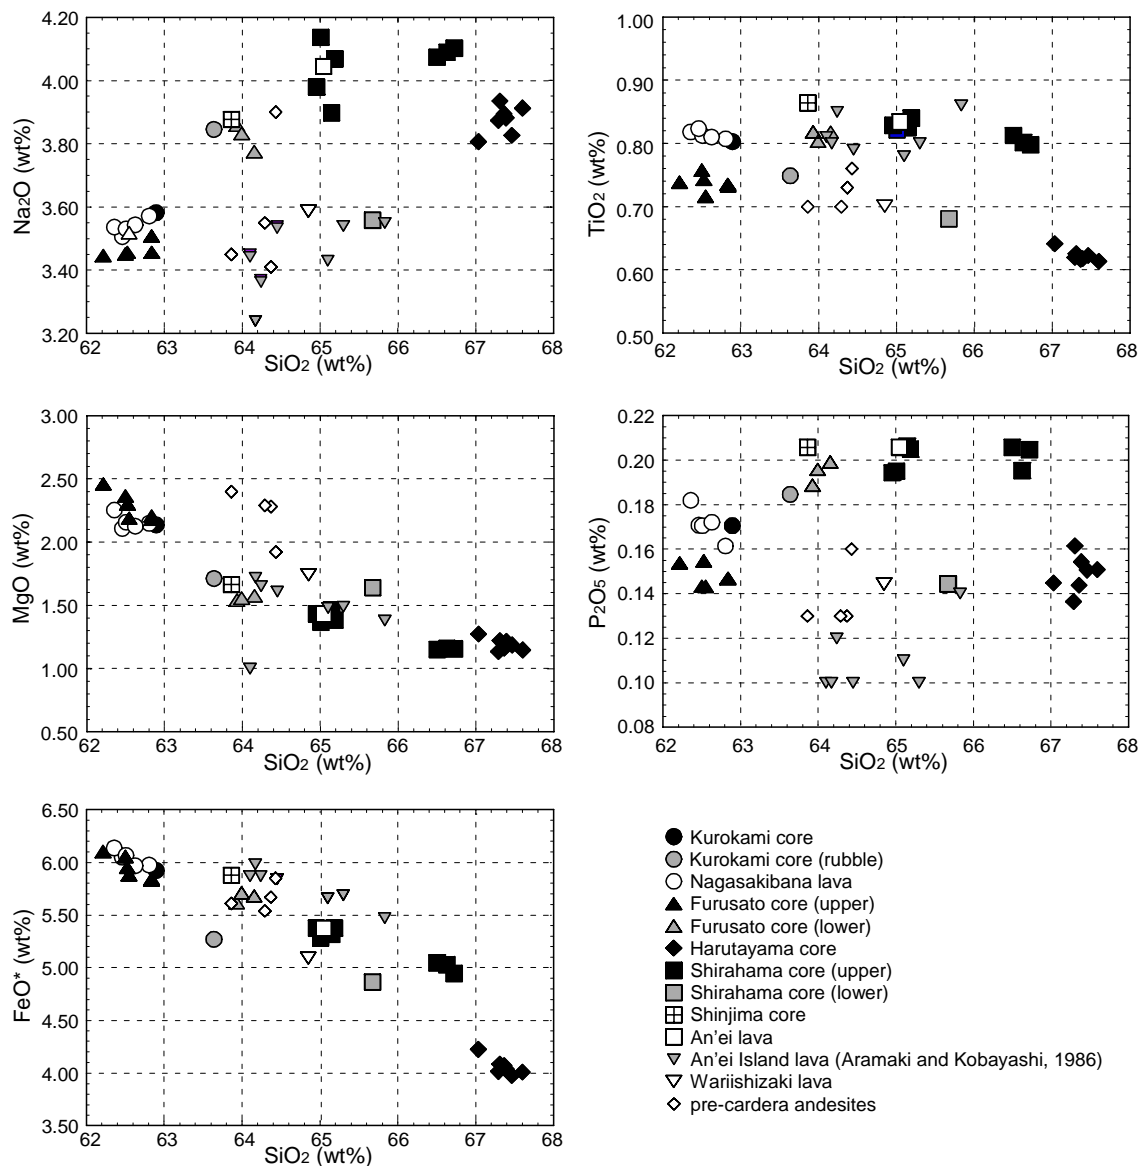 4.20
4.00
3.80
3.60
3.40
3.20
Na2O (wt%)
62 63 64 65 66 67 68
SiO2 (wt%)
1.00
0.90
0.80
0.70
0.60
0.50
TiO2 (wt%)
62 63 64 65 66 67 68
SiO2 (wt%)
3.00
2.50
2.00
1.50
1.00
0.50
MgO (wt%)
62 63 64 65 66 67 68
SiO2 (wt%)
0.22
0.20
0.18
0.16
0.14
0.12
0.10
0.08
P2O5 (wt%)
62 63 64 65 66 67 68
SiO2 (wt%)
6.50
6.00
5.50
5.00
4.50
4.00
3.50
FeO* (wt%)
62 63 64 65 66 67 68
SiO2 (wt%)
Kurokami core
Kurokami core (rubble)
Nagasakibana lava
Furusato core (upper)
Furusato core (lower)
Harutayama core
Shirahama core (upper)
Shirahama core (lower)
Shinjima core
An'ei lava
An'ei Island lava (Aramaki and Kobayashi, 1986)
Wariishizaki lava
pre-cardera andesites